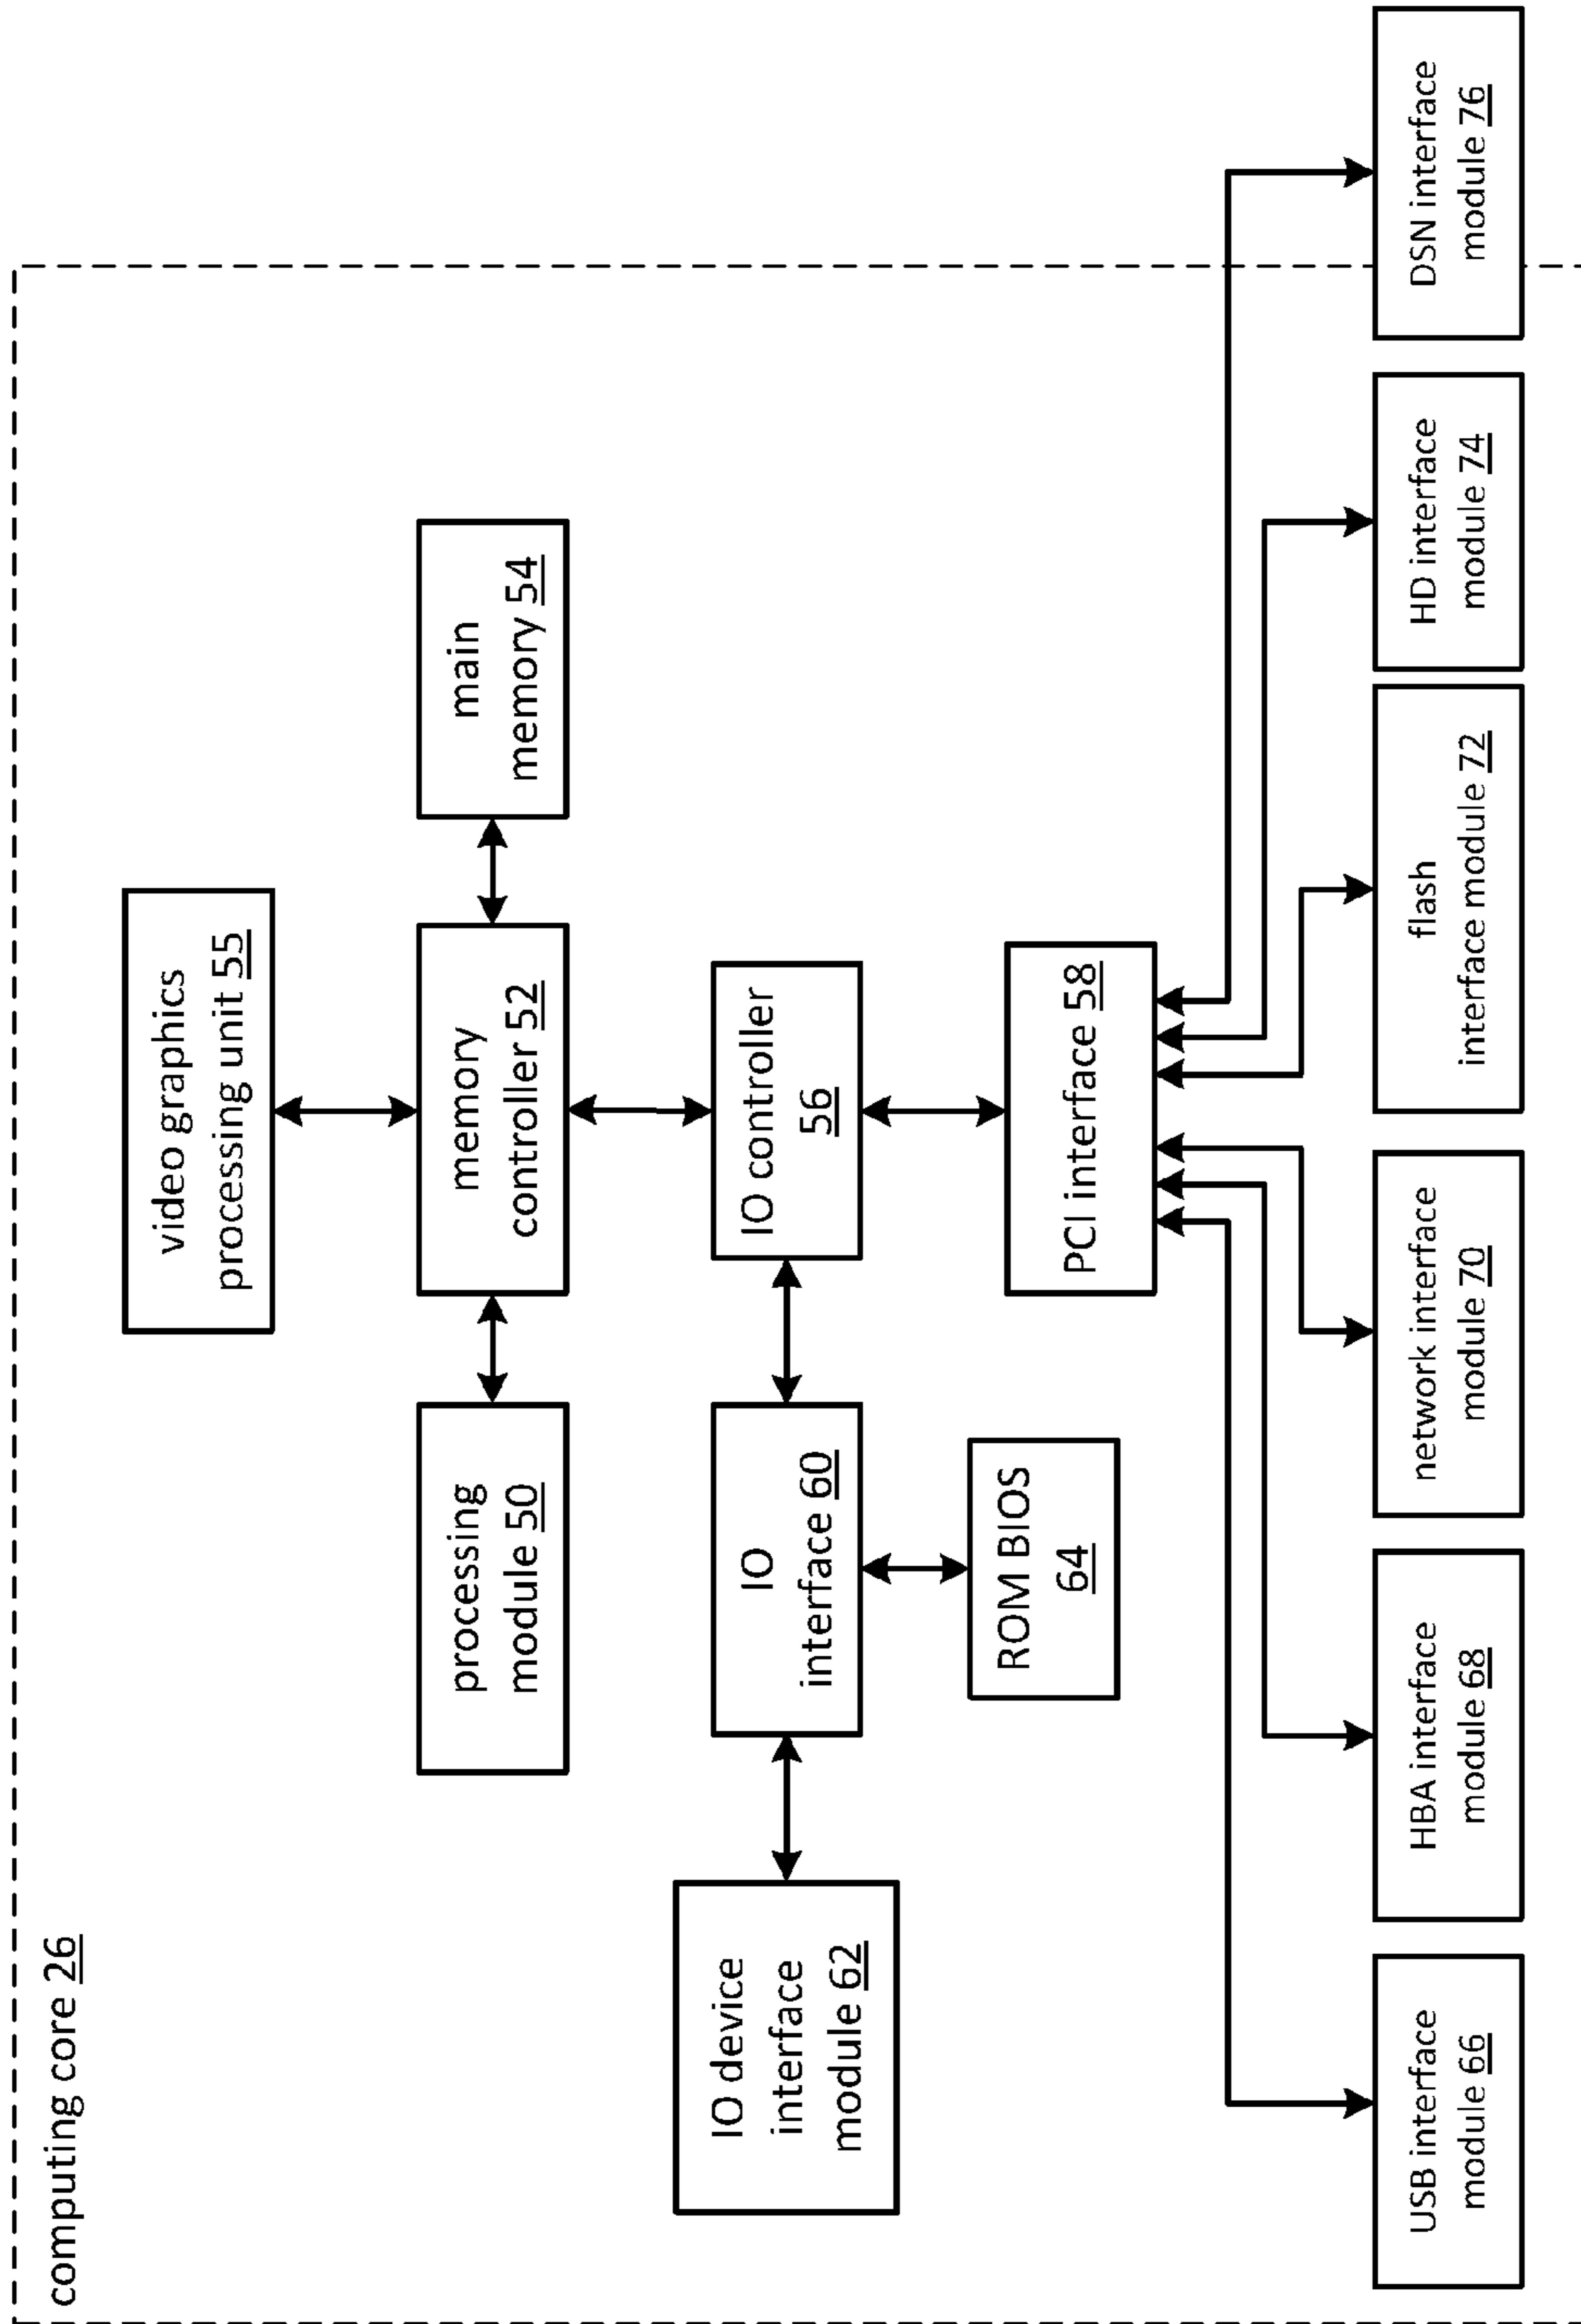 computing core 26
video graphics
processing unit 55
processing
module 50
memory
controller 52
main
memory 54
IO device
interface
module 62
IO
interface 60
IO controller
56
ROM BIOS
64
PCI interface 58
USB interface
module 66
HBA interface
module 68
network interface
module 70
flash
interface module 72
HD interface
module 74
DSN interface
module 76